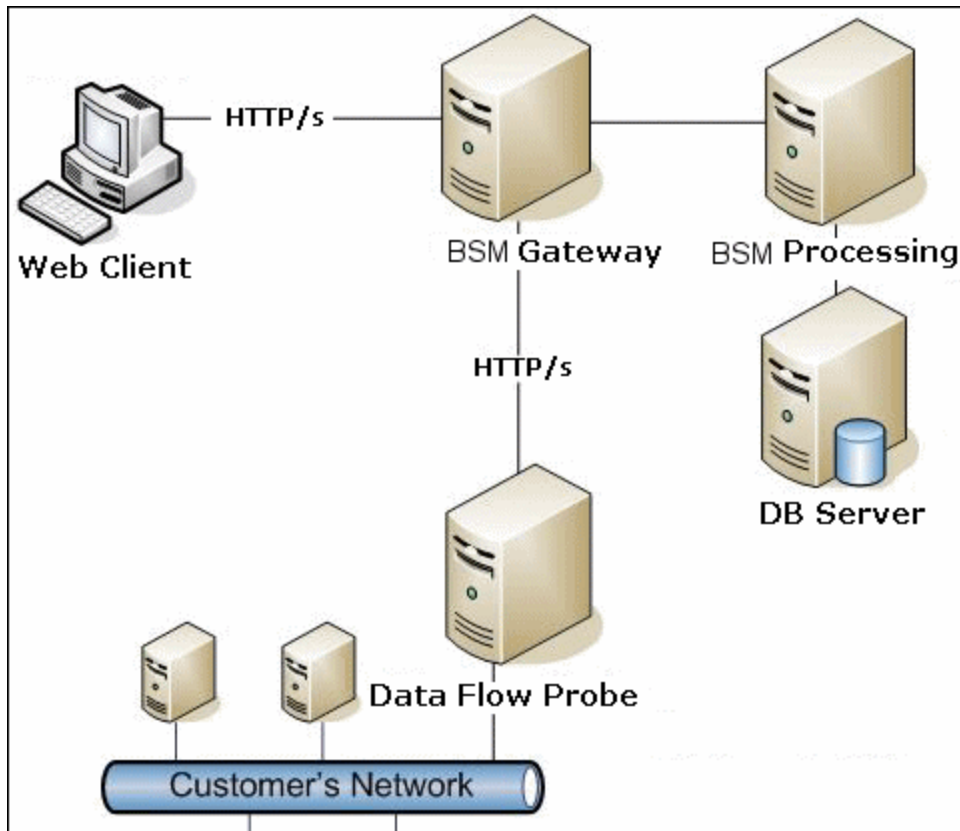 HTTP/s
Web Client
BSM Gateway
BSM Processing
HTTP/s
DB Server
Data Flow Probe
Customer's Network